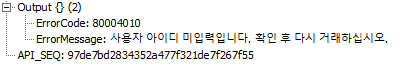 Output {} (2)
ErrorCode: 80004010
ErrorMessage: 사용자 아이디 미입력입니다. 확인 후 다시 거래하십시오.
API_SEQ: 97de7bd2834352a477f321de7f267f55